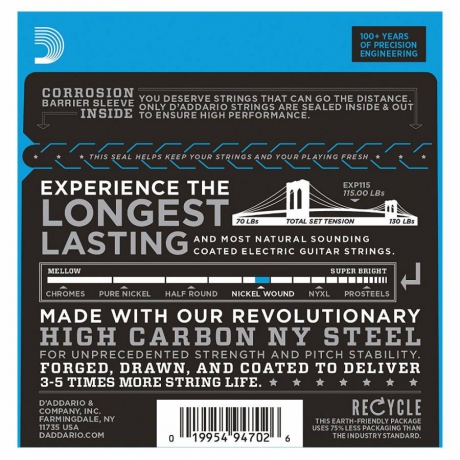 100+ YEARS
OF PRECISION
ENGINEERING
CORROSION
BARRIER SLEEVE
INSIDE
YOU DESERVE STRINGS THAT CAN GO THE DISTANCE.
ONLY D'ADDARIO STRINGS ARE SEALED INSIDE & OUT
TO ENSURE HIGH PERFORMANCE.
THIS SEAL HELPS KEEP YOUR STRINGS AND YOUR PLAYING FRESH
EXPERIENCE THE
LONGEST
LASTING
EXP115
115.00 LBs
70 LBs TOTAL SET TENSION 130 LBs
AND MOST NATURAL SOUNDING
COATED ELECTRIC GUITAR STRINGS.
MELLOW SUPER BRIGHT
CHROMES PURE NICKEL HALF ROUND NICKEL WOUND NYXL PROSTEELS
MADE WITH OUR REVOLUTIONARY
HIGH CARBON NY STEEL
FOR UNPRECEDENTED STRENGTH AND PITCH STABILITY.
FORGED, DRAWN, AND COATED TO DELIVER
3-5 TIMES MORE STRING LIFE.
D'ADDARIO &
COMPANY, INC.
FARMINGDALE, NY
11735 USA
DADDARIO.COM
0 19954 94702 6
RECYCLE
THIS EARTH-FRIENDLY PACKAGE
USES 75% LESS PACKAGING THAN
THE INDUSTRY STANDARD.